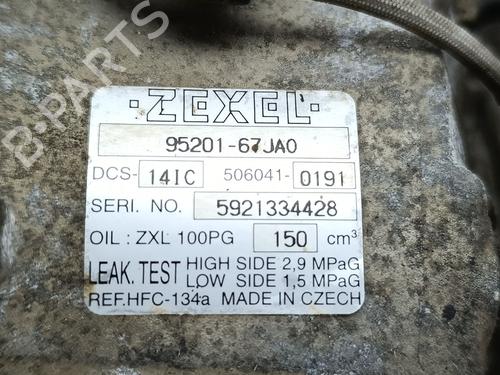 ·ZEXEL·
95201-67JA0
DCS- 14IC 506041- 0191
SERI. NO. 5921334428
OIL : ZXL 100PG 150 cm³
LEAK. TEST HIGH SIDE 2,9 MPaG
LOW SIDE 1,5 MPaG
REF.HFC-134a MADE IN CZECH
B-PARTS